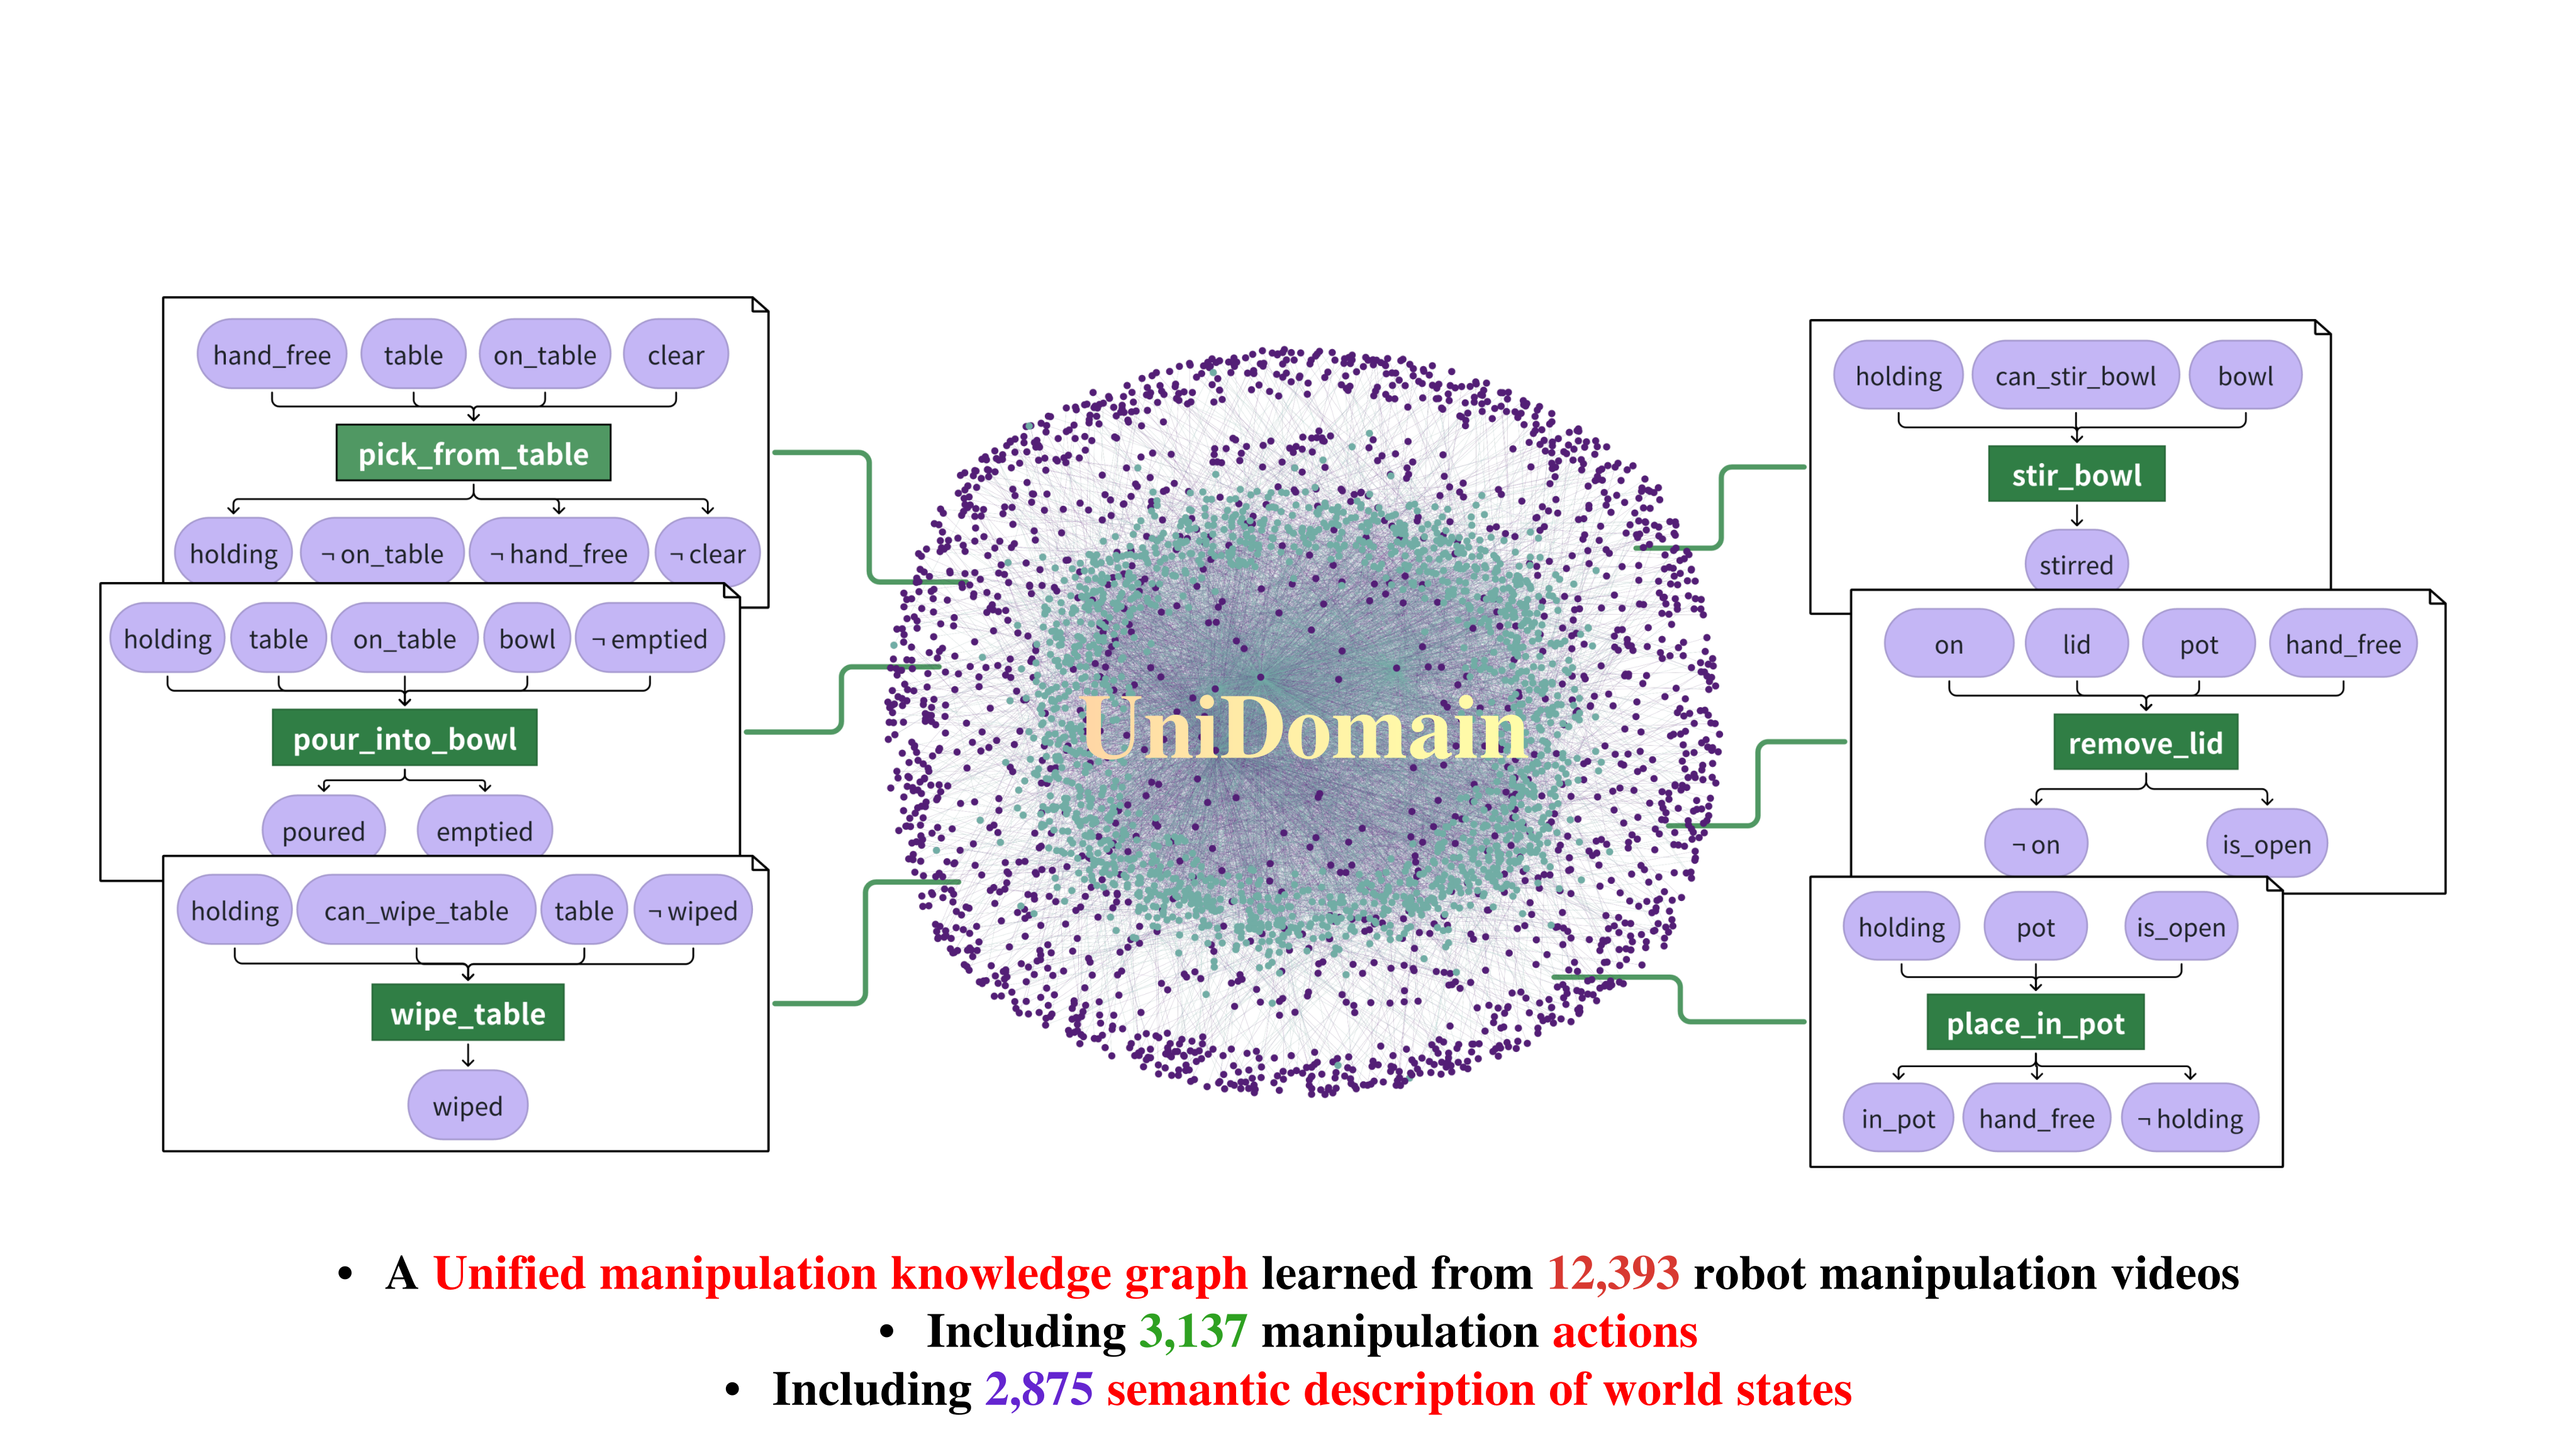 hand_free table on_table clear
pick_from_table
holding ¬ on_table ¬ hand_free ¬ clear
holding table on_table bowl ¬ emptied
pour_into_bowl
poured emptied
holding can_wipe_table table ¬ wiped
wipe_table
wiped
UniDomain
holding can_stir_bowl bowl
stir_bowl
stirred
on lid pot hand_free
remove_lid
¬ on is_open
holding pot is_open
place_in_pot
in_pot hand_free ¬ holding
• A Unified manipulation knowledge graph learned from 12,393 robot manipulation videos
• Including 3,137 manipulation actions
• Including 2,875 semantic description of world states